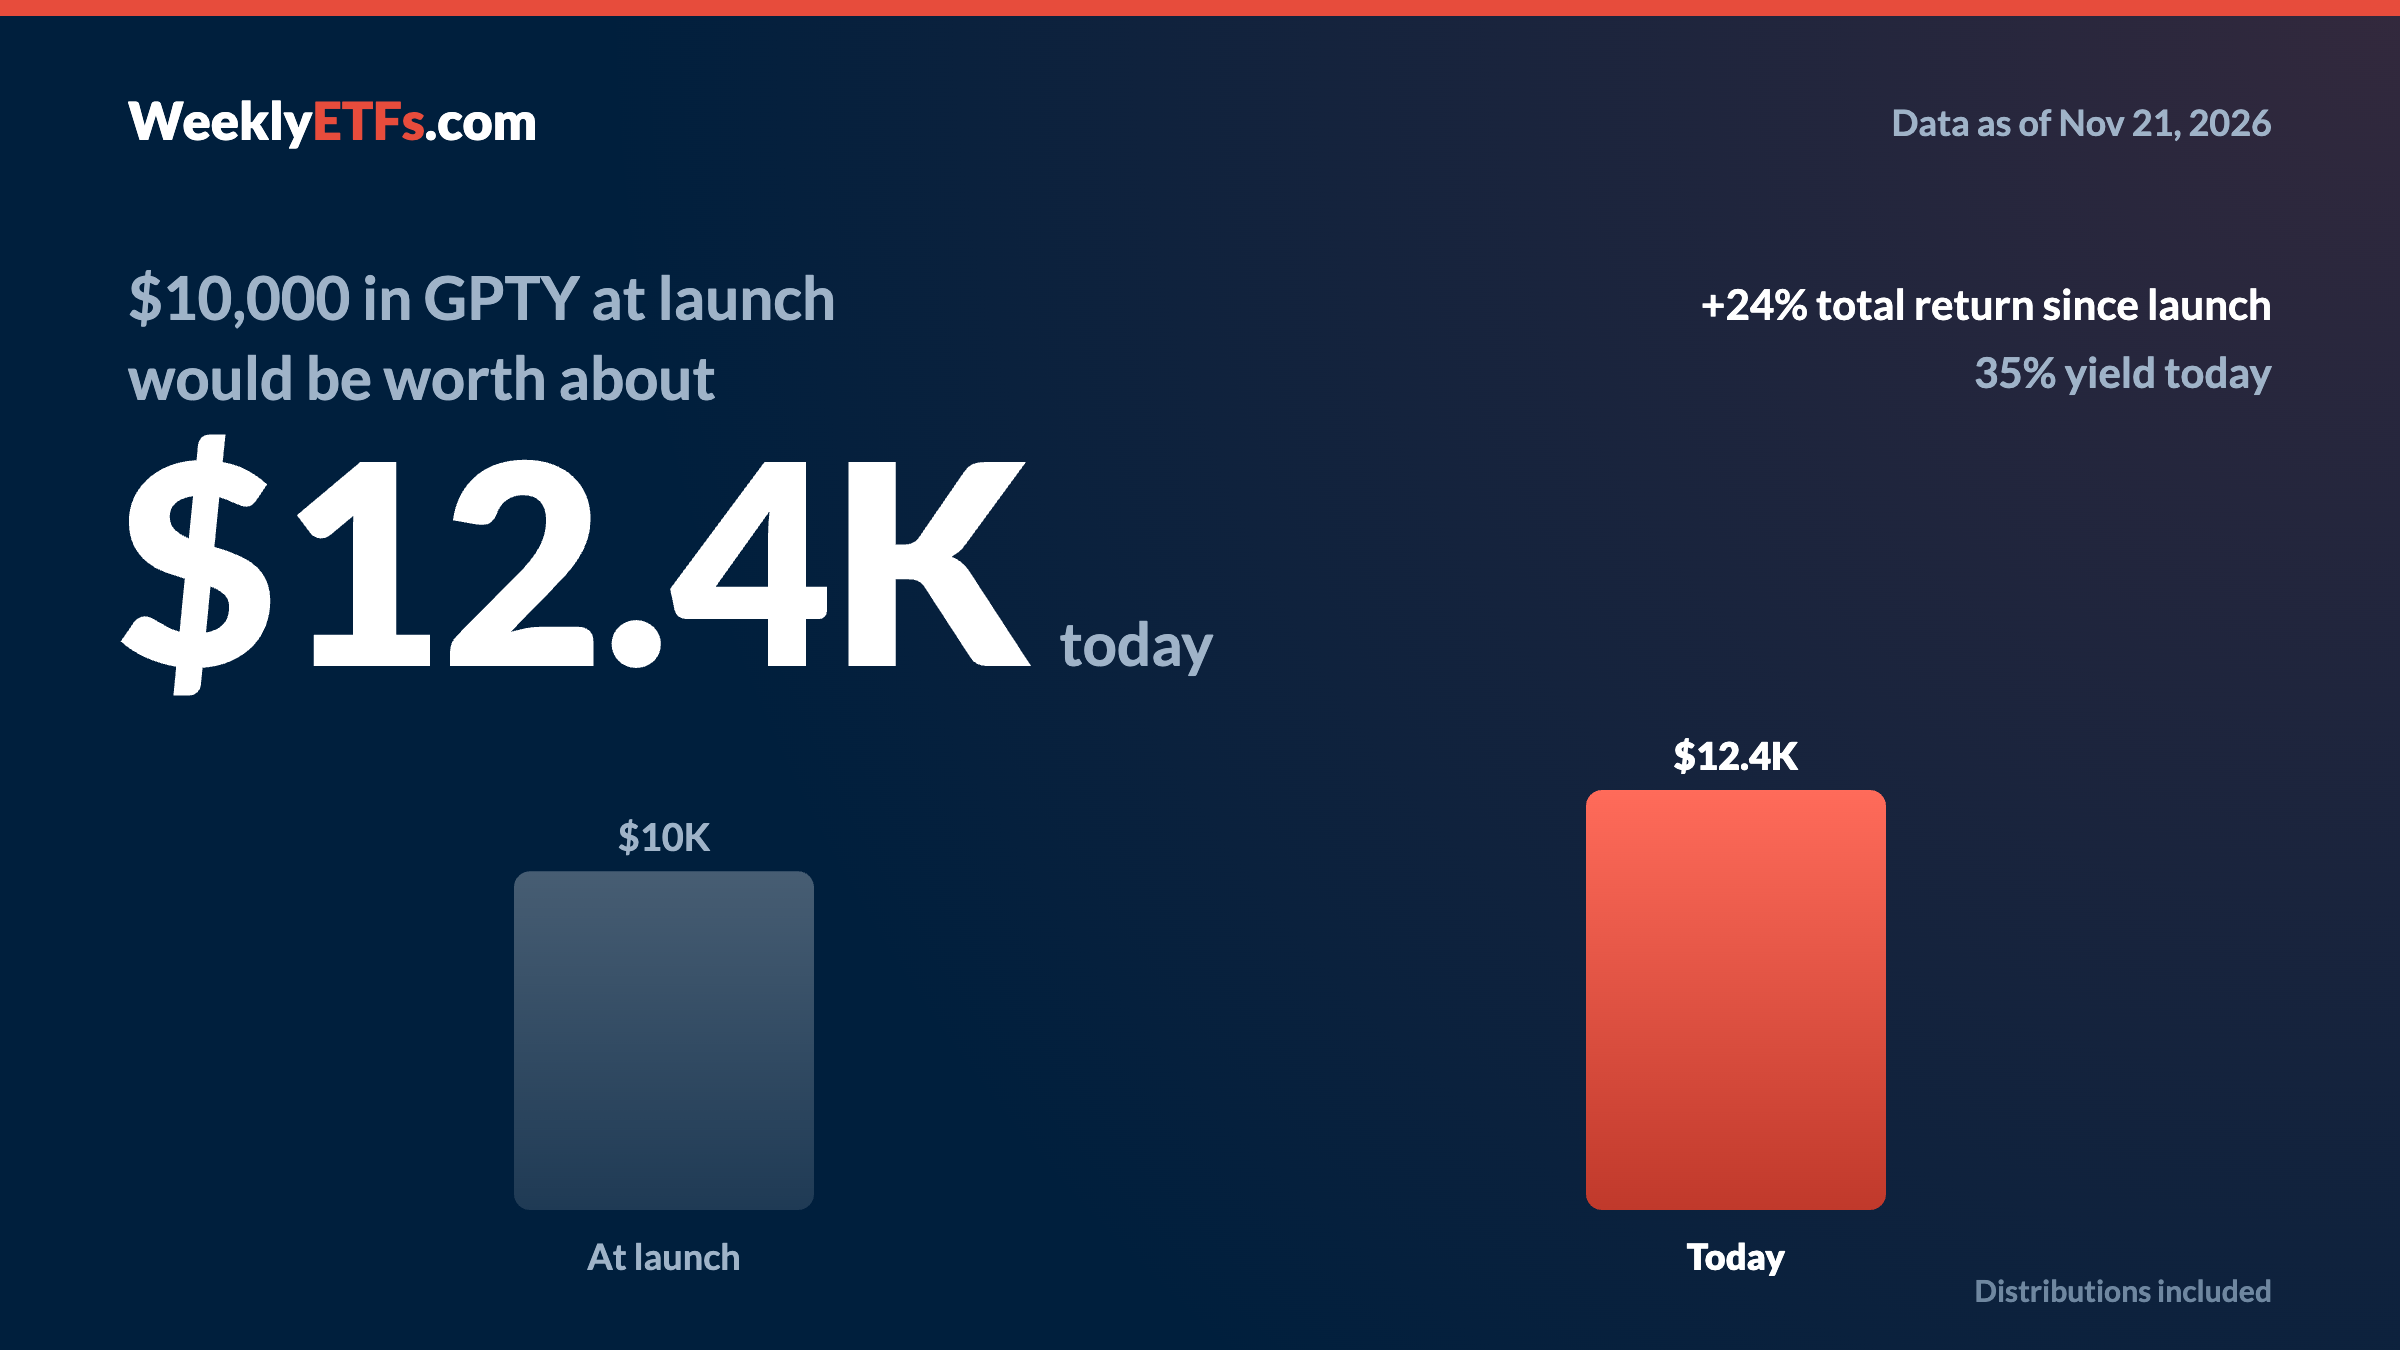 WeeklyETFs.com
Data as of Nov 21, 2026
$10,000 in GPTY at launch
would be worth about
+24% total return since launch
35% yield today
$12.4K today
$10K
$12.4K
At launch
Today
Distributions included